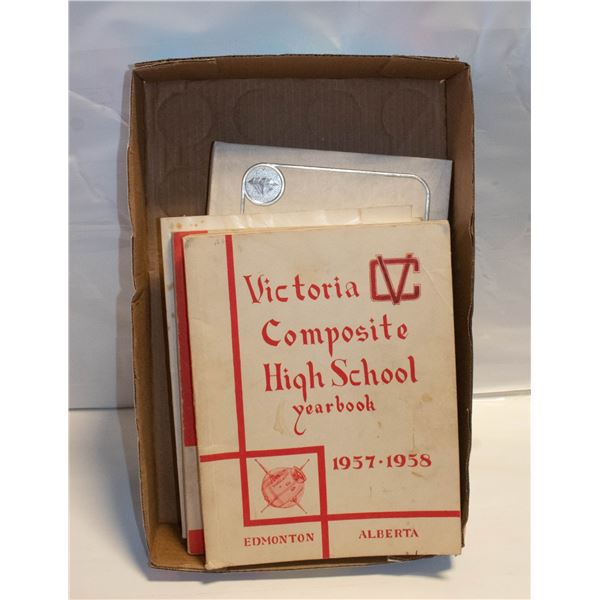 Victoria VC
Composite
High School
yearbook
1957·1958
EDMONTON ALBERTA